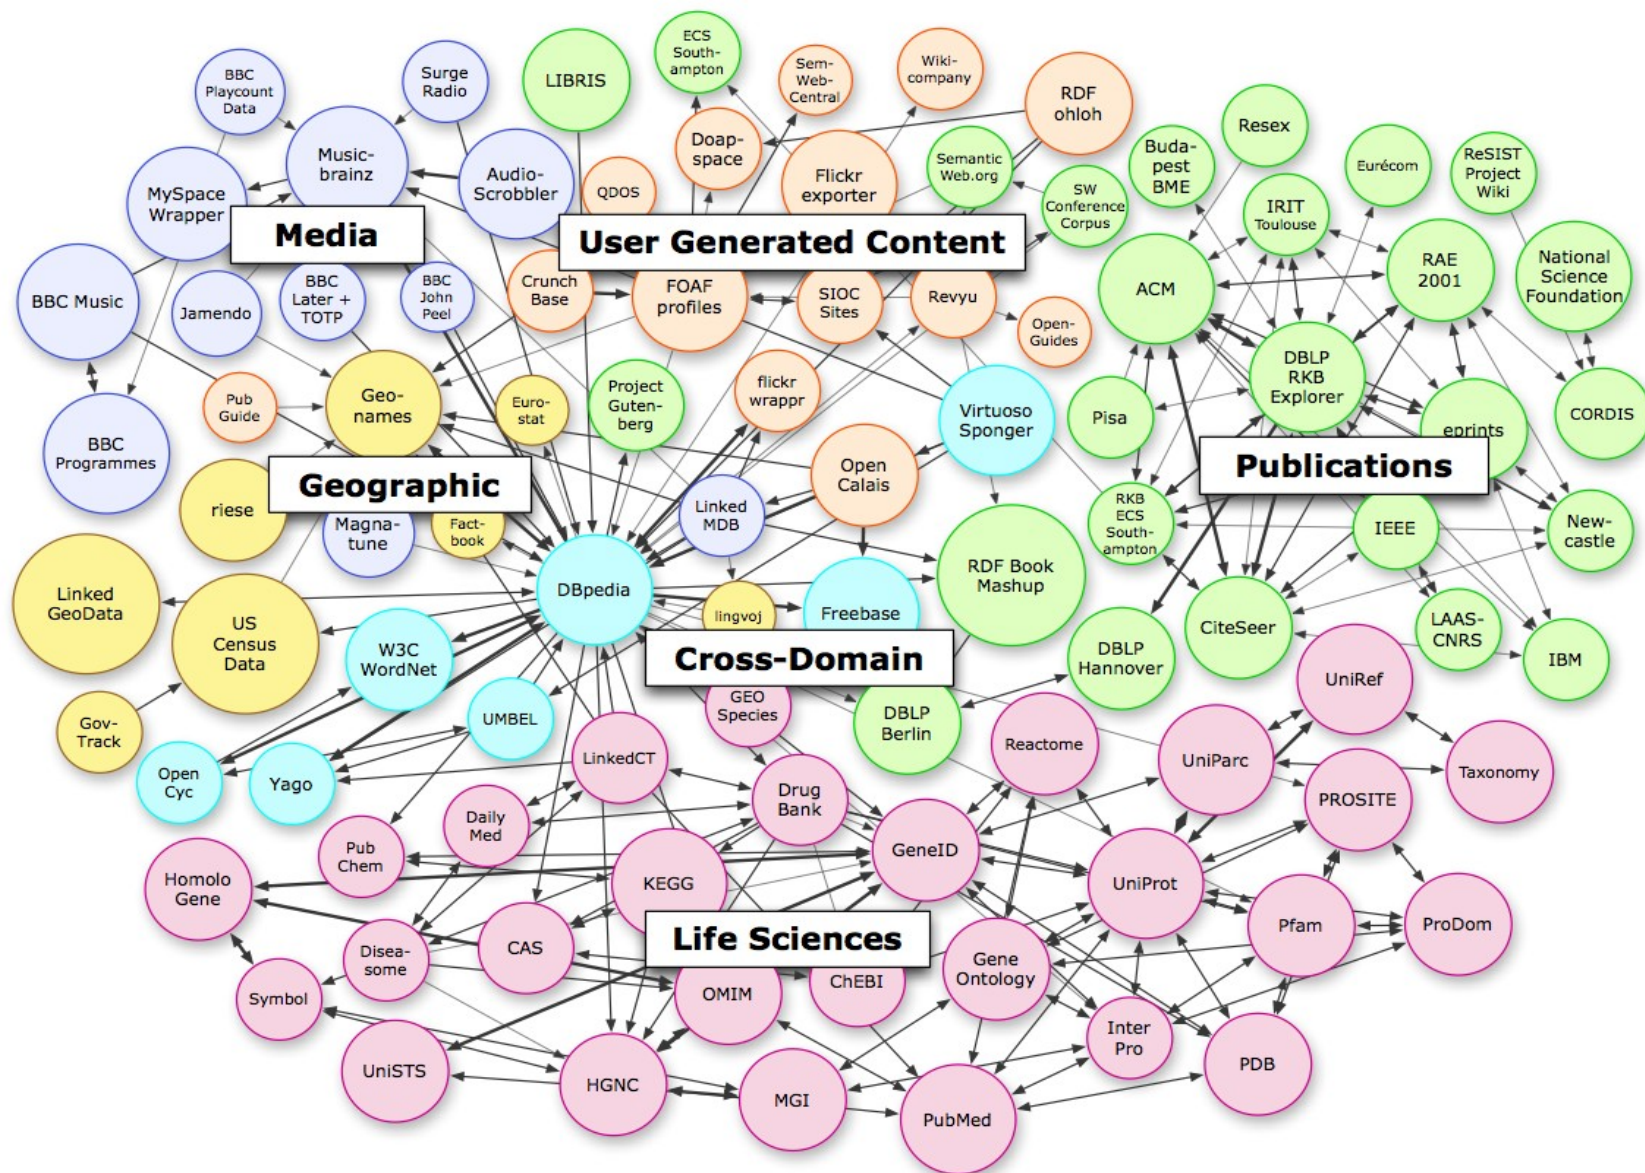 ECS
South-
ampton
BBC
Playcount
Data
Surge
Radio
LIBRIS
Sem-
Web-
Central
Wiki-
company
RDF
ohloh
Music-
brainz
Audio-
Scrobbler
MySpace
Wrapper
QDOS
Doap-
space
Flickr
exporter
Semantic
Web.org
SW
Conference
Corpus
Buda-
pest
BME
Resex
Eurécom
ReSIST
Project
Wiki
IRIT
Toulouse
Media
User Generated Content
BBC Music
Jamendo
BBC
Later +
TOTP
BBC
John
Peel
Crunch
Base
FOAF
profiles
SIOC
Sites
Revyu
Open-
Guides
ACM
RAE
2001
National
Science
Foundation
DBLP
RKB
Explorer
Pub
Guide
Geo-
names
Euro-
stat
Project
Guten-
berg
flickr
wrappr
Virtuoso
Sponger
Pisa
eprints
CORDIS
BBC
Programmes
Geographic
Open
Calais
Publications
riese
Magna-
tune
Fact-
book
Linked
MDB
RKB
ECS
South-
ampton
IEEE
New-
castle
Linked
GeoData
US
Census
Data
DBpedia
lingvoj
Freebase
RDF Book
Mashup
CiteSeer
LAAS-
CNRS
IBM
W3C
WordNet
Cross-Domain
DBLP
Hannover
Gov-
Track
UMBEL
GEO
Species
DBLP
Berlin
UniRef
Open
Cyc
Yago
LinkedCT
Reactome
UniParc
Taxonomy
Drug
Bank
PROSITE
Daily
Med
Pub
Chem
Homolo
Gene
KEGG
GeneID
UniProt
Pfam
ProDom
Life Sciences
Disea-
some
CAS
Symbol
OMIM
ChEBI
Gene
Ontology
Inter
Pro
PDB
UniSTS
HGNC
MGI
PubMed